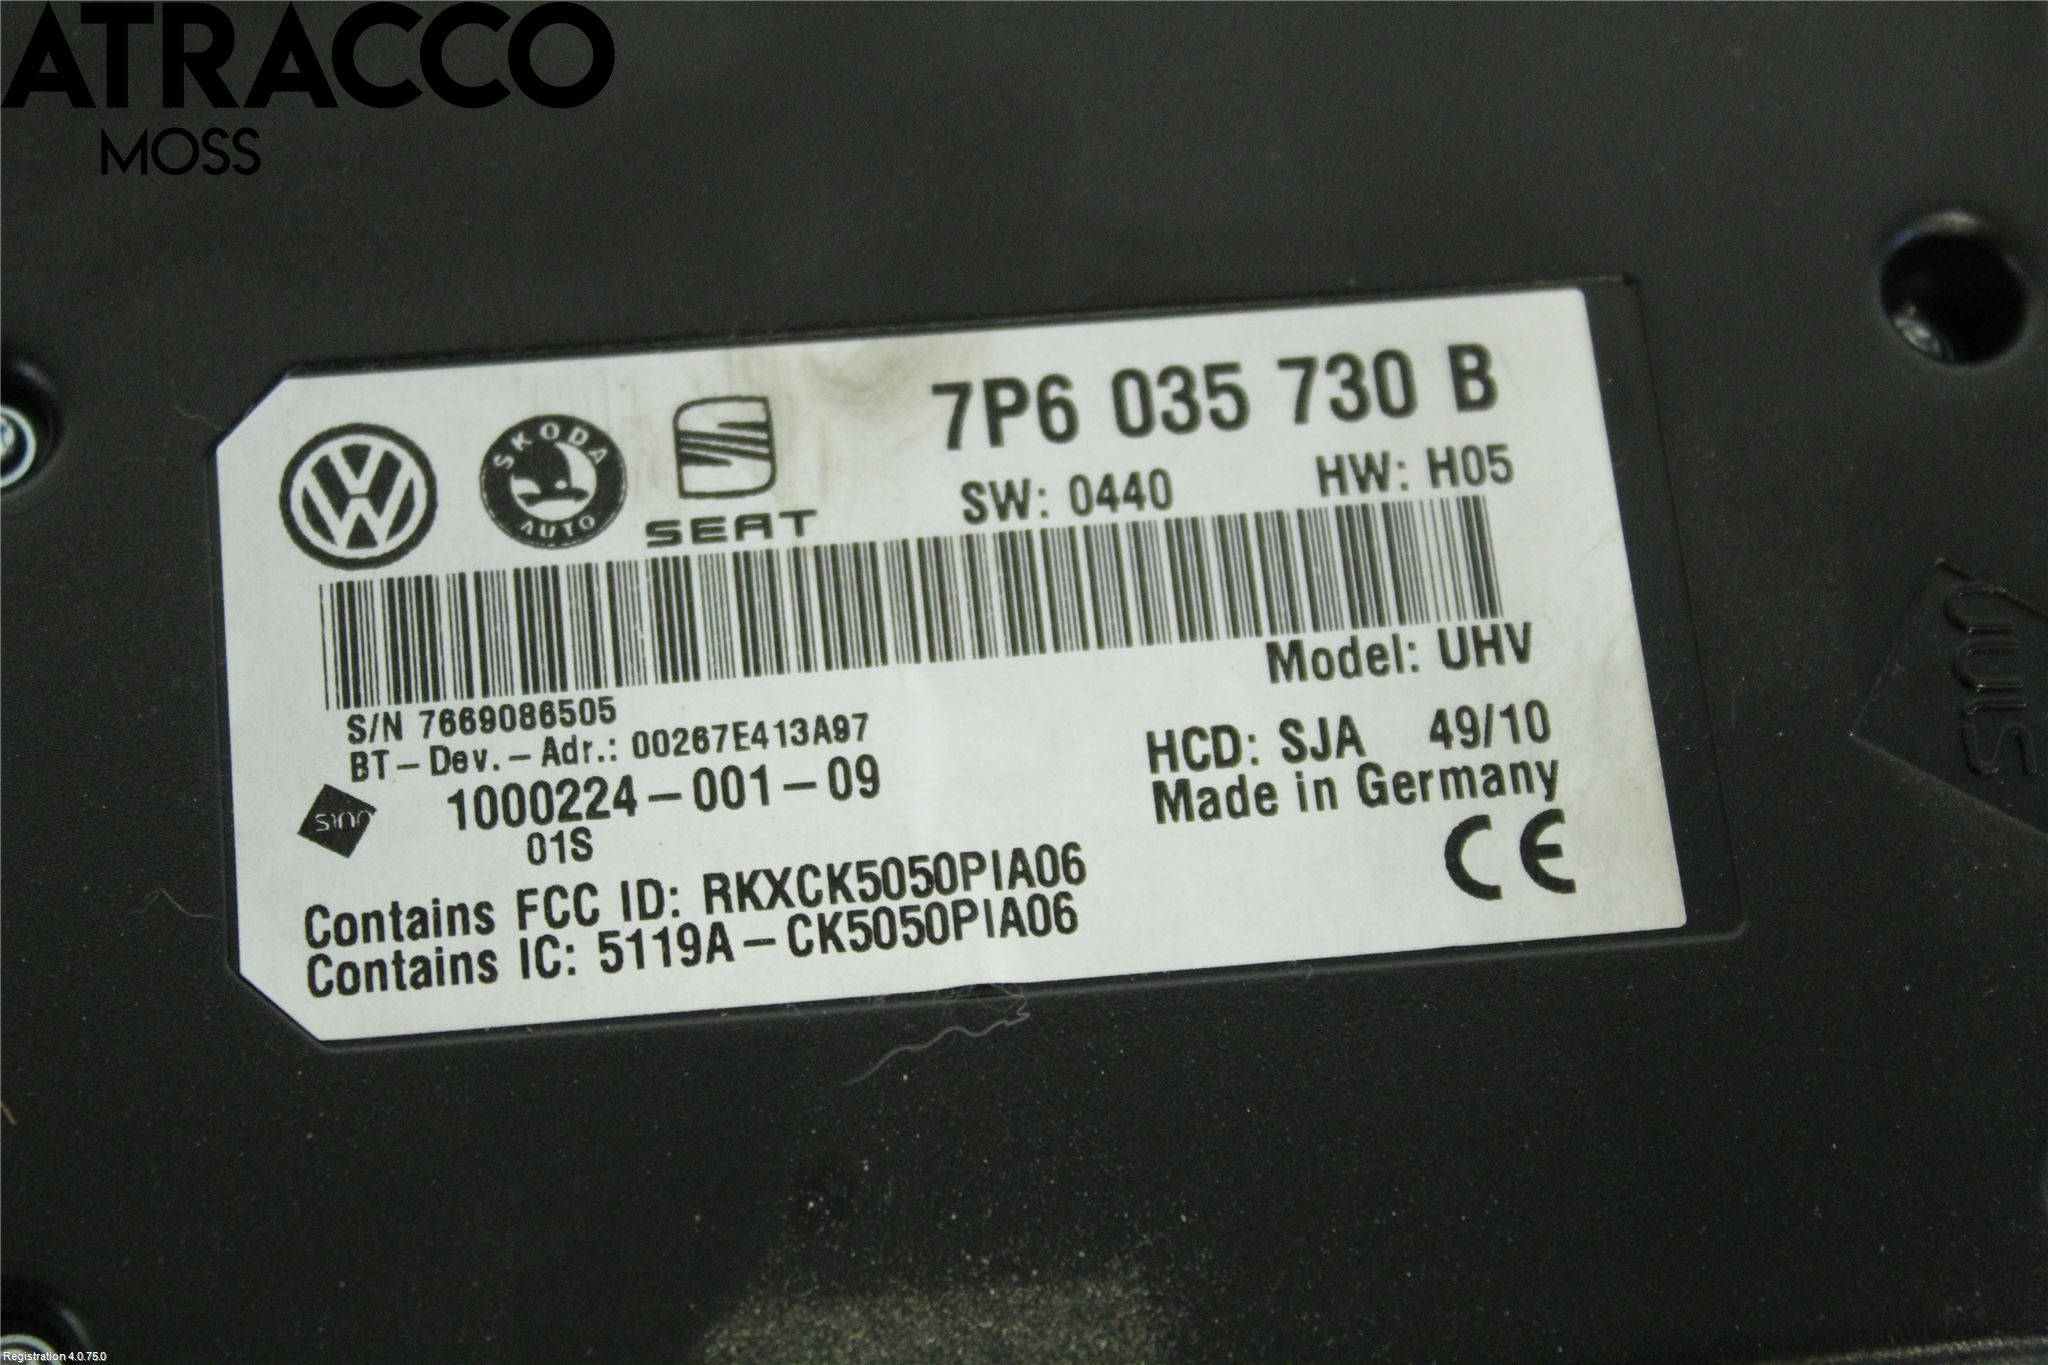 ATRACCO
MOSS
7P6 035 730 B
SKODA
AUTO
SEAT
SW: 0440 HW: H05
Model: UHV
S/N 7669086505
BT-Dev.-Adr.: 00267E413A97
HCD: SJA 49/10
s1nn 1000224-001-09
Made in Germany
01S
CE
Contains FCC ID: RKXCK5050PIA06
Contains IC: 5119A-CK5050PIA06
s1nn
Registration 4.0.75.0